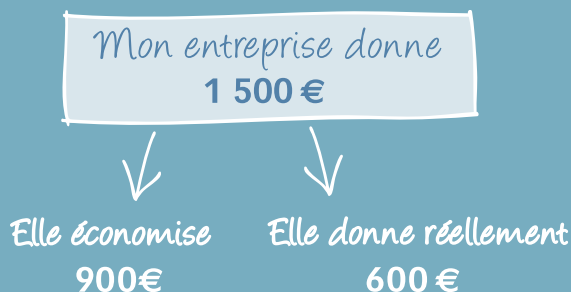 Mon entreprise donne
1 500 €
Elle économise
900€
Elle donne réellement
600 €